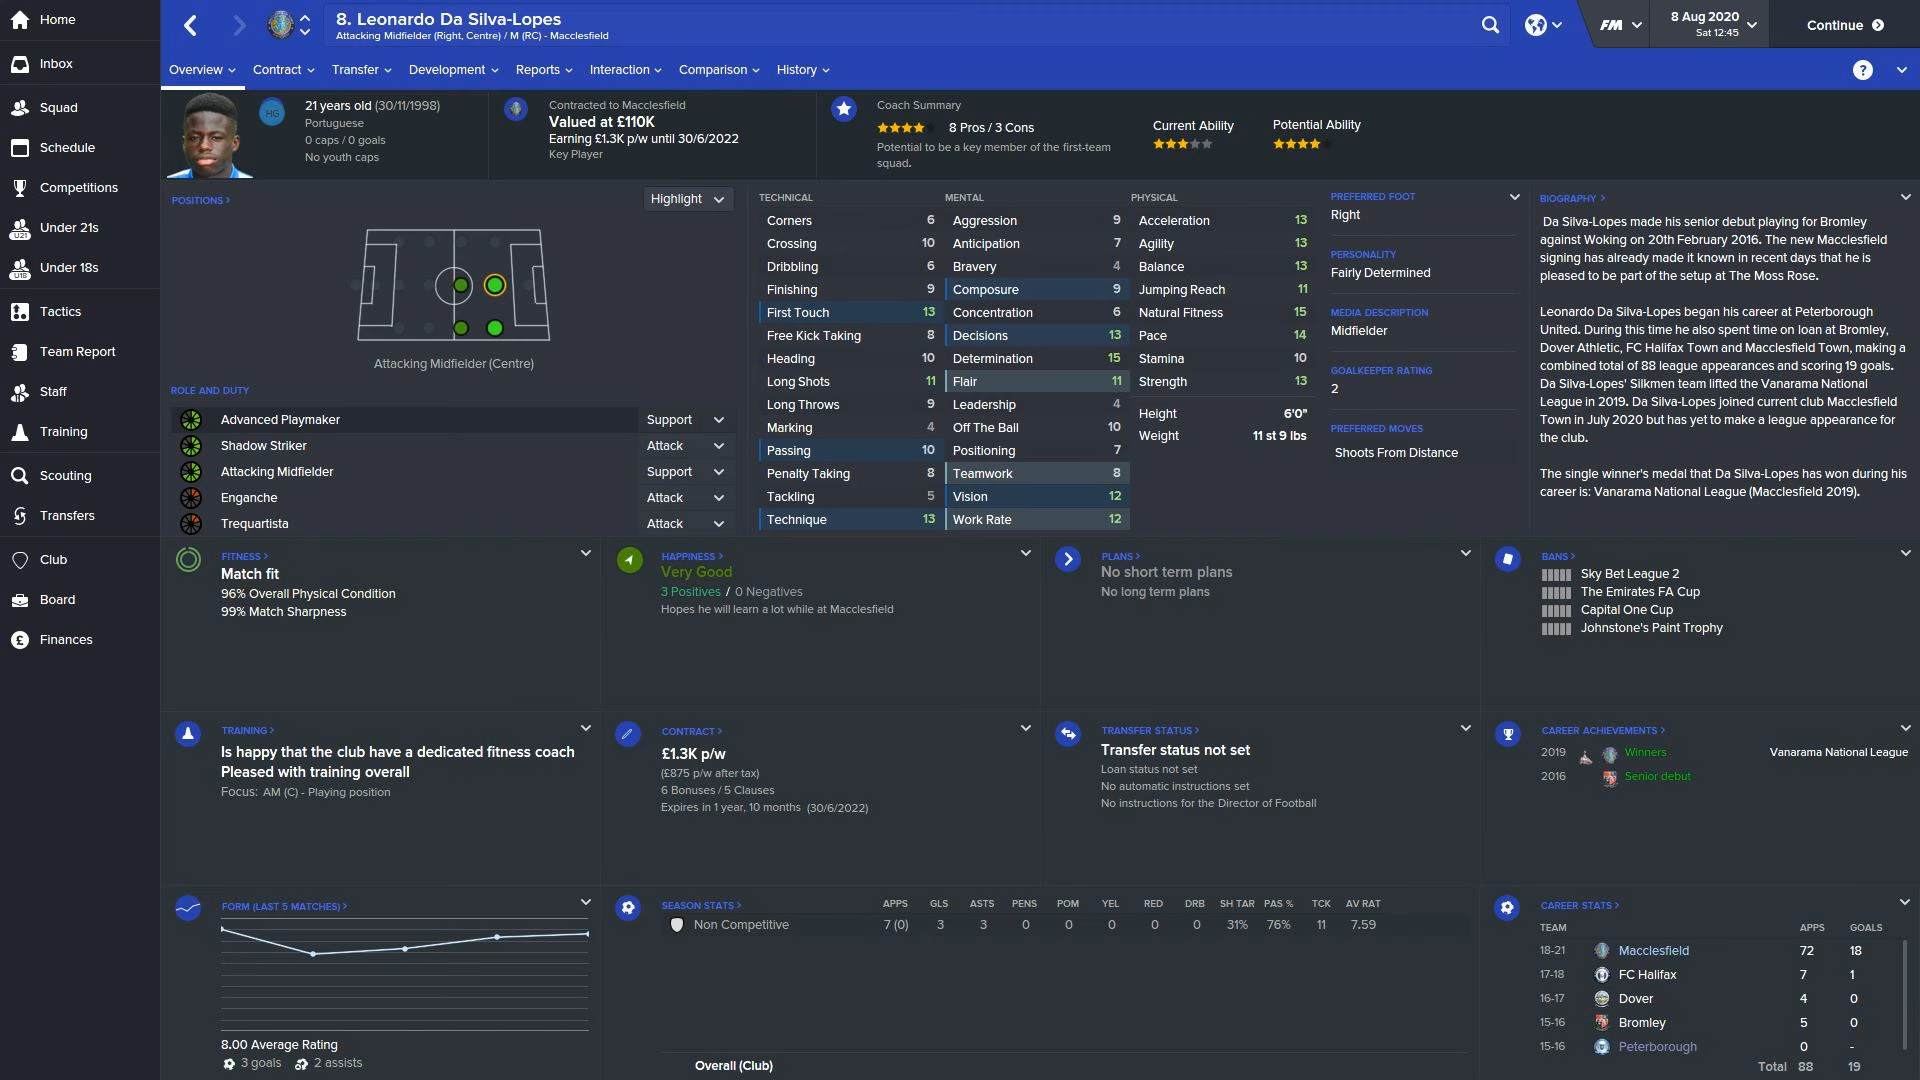 Home
Inbox
Squad
Schedule
Competitions
Under 21s
Under 18s
Tactics
Team Report
Staff
Training
Scouting
Transfers
Club
Board
Finances
8. Leonardo Da Silva-Lopes
Attacking Midfielder (Right, Centre) / M (RC) - Macclesfield
FM
8 Aug 2020
Sat 12:45
Continue
Overview Contract Transfer Development Reports Interaction Comparison History
?
HG
21 years old (30/11/1998)
Portuguese
0 caps / 0 goals
No youth caps
Contracted to Macclesfield
Valued at £110K
Earning £1.3K p/w until 30/6/2022
Key Player
Coach Summary
8 Pros / 3 Cons
Potential to be a key member of the first-team
squad.
Current Ability
Potential Ability
POSITIONS >
Highlight
Attacking Midfielder (Centre)
ROLE AND DUTY
Advanced Playmaker Support
Shadow Striker Attack
Attacking Midfielder Support
Enganche Attack
Trequartista Attack
TECHNICAL
Corners 6
Crossing 10
Dribbling 6
Finishing 9
First Touch 13
Free Kick Taking 8
Heading 10
Long Shots 11
Long Throws 9
Marking 4
Passing 10
Penalty Taking 8
Tackling 5
Technique 13
MENTAL
Aggression 9
Anticipation 7
Bravery 4
Composure 9
Concentration 6
Decisions 13
Determination 15
Flair 11
Leadership 4
Off The Ball 10
Positioning 7
Teamwork 8
Vision 12
Work Rate 12
PHYSICAL
Acceleration 13
Agility 13
Balance 13
Jumping Reach 11
Natural Fitness 15
Pace 14
Stamina 10
Strength 13
Height 6'0"
Weight 11 st 9 lbs
PREFERRED FOOT
Right
PERSONALITY
Fairly Determined
MEDIA DESCRIPTION
Midfielder
GOALKEEPER RATING
2
PREFERRED MOVES
Shoots From Distance
BIOGRAPHY >
Da Silva-Lopes made his senior debut playing for Bromley
against Woking on 20th February 2016. The new Macclesfield
signing has already made it known in recent days that he is
pleased to be part of the setup at The Moss Rose.
Leonardo Da Silva-Lopes began his career at Peterborough
United. During this time he also spent time on loan at Bromley,
Dover Athletic, FC Halifax Town and Macclesfield Town, making a
combined total of 88 league appearances and scoring 19 goals.
Da Silva-Lopes' Silkmen team lifted the Vanarama National
League in 2019. Da Silva-Lopes joined current club Macclesfield
Town in July 2020 but has yet to make a league appearance for
the club.
The single winner's medal that Da Silva-Lopes has won during his
career is: Vanarama National League (Macclesfield 2019).
FITNESS >
Match fit
96% Overall Physical Condition
99% Match Sharpness
HAPPINESS >
Very Good
3 Positives / 0 Negatives
Hopes he will learn a lot while at Macclesfield
PLANS >
No short term plans
No long term plans
BANS >
Sky Bet League 2
The Emirates FA Cup
Capital One Cup
Johnstone's Paint Trophy
TRAINING >
Is happy that the club have a dedicated fitness coach
Pleased with training overall
Focus: AM (C) - Playing position
CONTRACT >
£1.3K p/w
(£875 p/w after tax)
6 Bonuses / 5 Clauses
Expires in 1 year, 10 months (30/6/2022)
TRANSFER STATUS >
Transfer status not set
Loan status not set
No automatic instructions set
No instructions for the Director of Football
CAREER ACHIEVEMENTS >
2019 Winners Vanarama National League
2016 Senior debut
FORM (LAST 5 MATCHES) >
8.00 Average Rating
3 goals 2 assists
SEASON STATS > APPS GLS ASTS PENS POM YEL RED DRB SH TAR PAS % TCK AV RAT
Non Competitive 7 (0) 3 3 0 0 0 0 0 31% 76% 11 7.59
Overall (Club)
CAREER STATS >
TEAM APPS GOALS
18-21 Macclesfield 72 18
17-18 FC Halifax 7 1
16-17 Dover 4 0
15-16 Bromley 5 0
15-16 Peterborough 0 -
Total 88 19